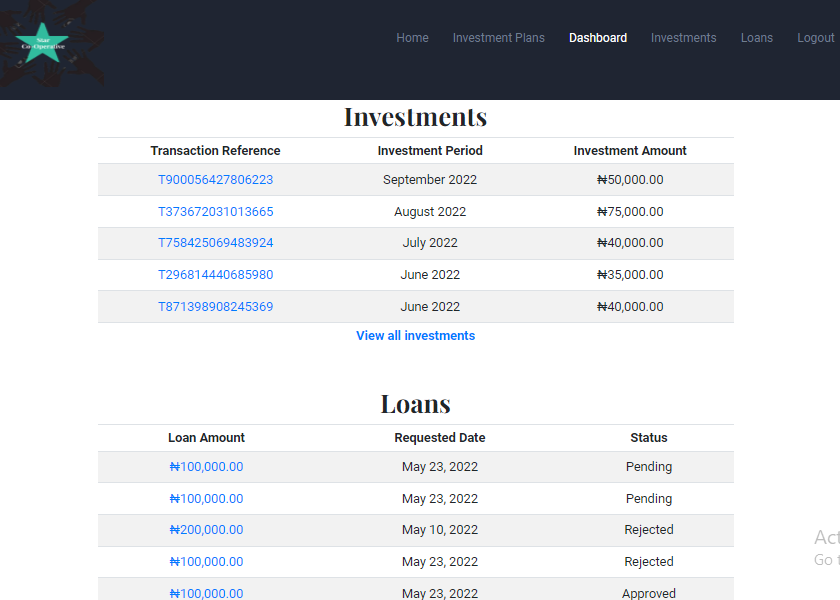 Star
Co-Operative
Home Investment Plans Dashboard Investments Loans Logout
Investments
Transaction Reference Investment Period Investment Amount
T900056427806223 September 2022 ₦50,000.00
T373672031013665 August 2022 ₦75,000.00
T758425069483924 July 2022 ₦40,000.00
T296814440685980 June 2022 ₦35,000.00
T871398908245369 June 2022 ₦40,000.00
View all investments
Loans
Loan Amount Requested Date Status
₦100,000.00 May 23, 2022 Pending
₦100,000.00 May 23, 2022 Pending
₦200,000.00 May 10, 2022 Rejected
Act
₦100,000.00 May 23, 2022 Rejected
Go t
₦100,000.00 May 23, 2022 Approved